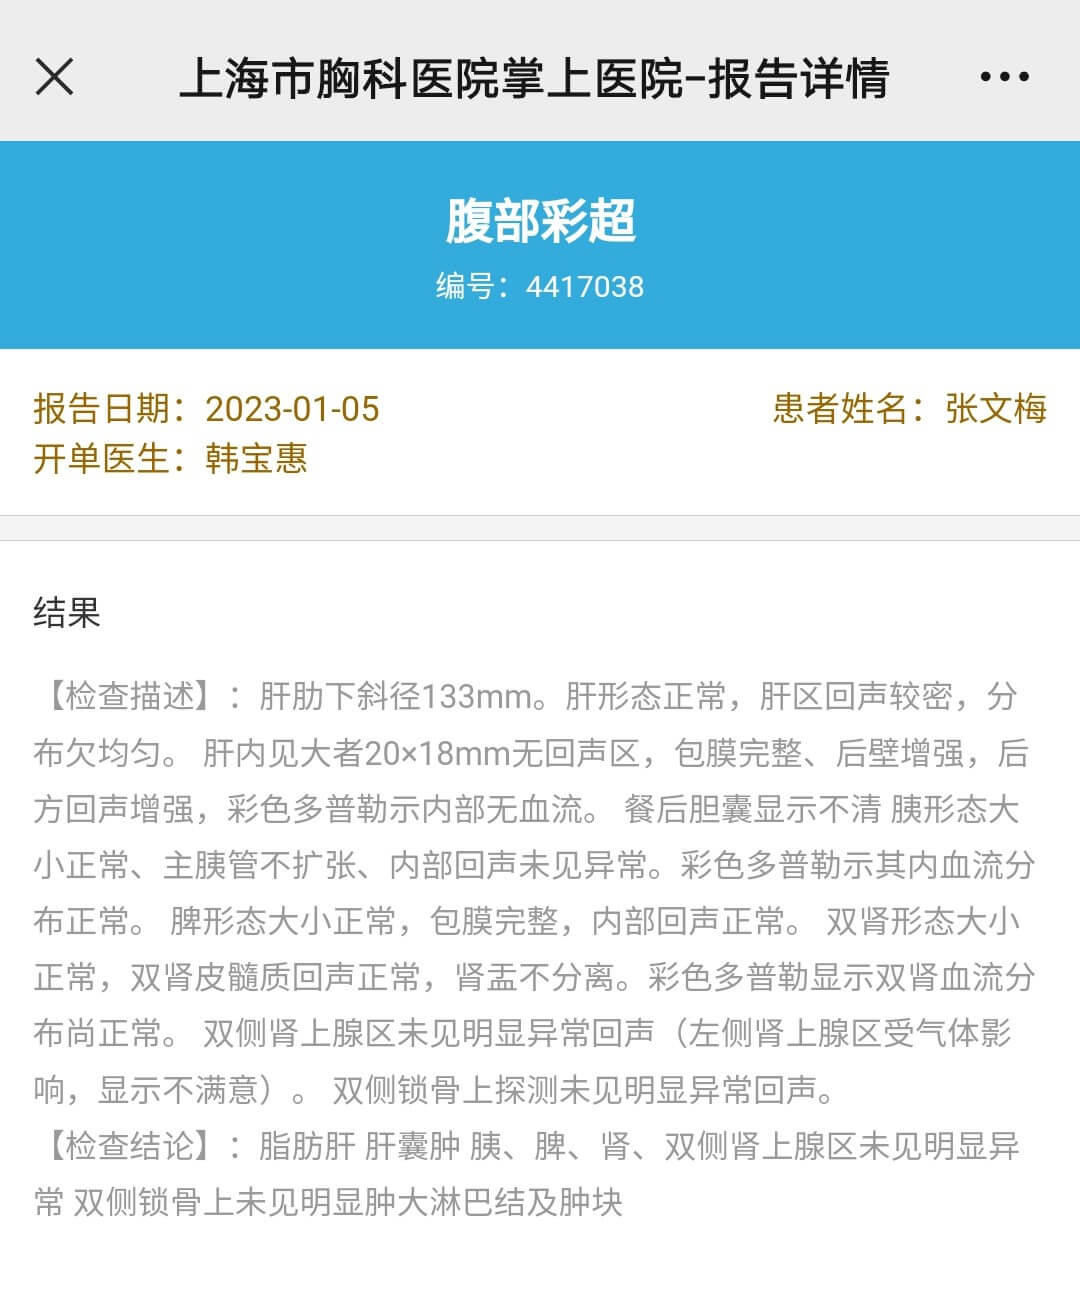 上海市胸科医院掌上医院-报告详情
腹部彩超
编号：4417038
报告日期：2023-01-05 患者姓名：张文梅
开单医生：韩宝惠
结果
【检查描述】：肝肋下斜径133mm。肝形态正常，肝区回声较密，分
布欠均匀。 肝内见大者20×18mm无回声区，包膜完整、后壁增强，后
方回声增强，彩色多普勒示内部无血流。 餐后胆囊显示不清 胰形态大
小正常、主胰管不扩张、内部回声未见异常。彩色多普勒示其内血流分
布正常。 脾形态大小正常，包膜完整，内部回声正常。 双肾形态大小
正常，双肾皮髓质回声正常，肾盂不分离。彩色多普勒显示双肾血流分
布尚正常。 双侧肾上腺区未见明显异常回声（左侧肾上腺区受气体影
响，显示不满意）。 双侧锁骨上探测未见明显异常回声。
【检查结论】：脂肪肝 肝囊肿 胰、脾、肾、双侧肾上腺区未见明显异
常 双侧锁骨上未见明显肿大淋巴结及肿块